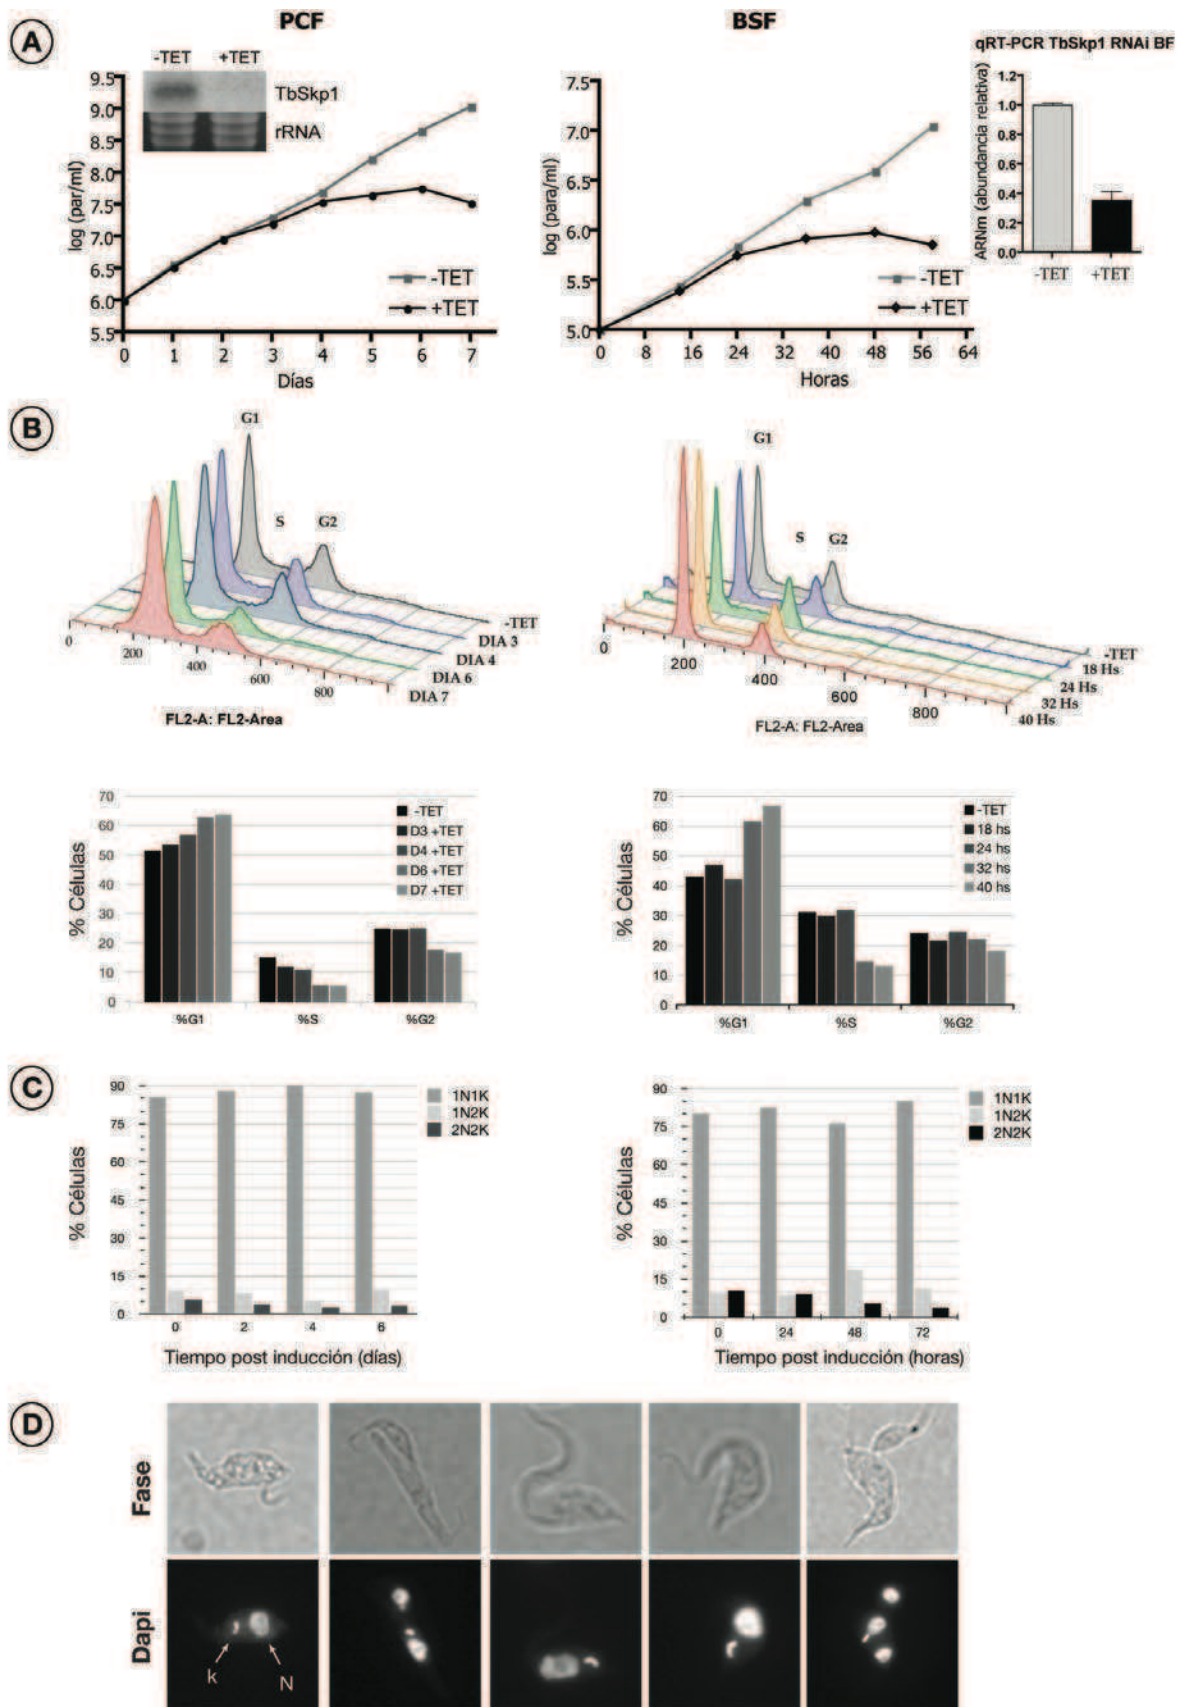 A
PCF
BSF
qRT-PCR TbSkp1 RNAi BF
-TET +TET
TbSkp1
rRNA
log (par/ml)
9.5
9.0
8.5
8.0
7.5
7.0
6.5
6.0
5.5
0 1 2 3 4 5 6 7
Días
-TET
+TET
log (para/ml)
7.5
7.0
6.5
6.0
5.5
5.0
0 8 16 24 32 40 48 56 64
Horas
-TET
+TET
ARNm (abundancia relativa)
1.2
1.0
0.8
0.6
0.4
0.2
0.0
-TET +TET
B
G1
S
G2
0 200 400 600 800
-TET
DIA 3
DIA 4
DIA 6
DIA 7
FL2-A: FL2-Area
G1
S
G2
0 200 400 600 800
-TET
18 Hs
24 Hs
32 Hs
40 Hs
FL2-A: FL2-Area
% Células
70
60
50
40
30
20
10
0
%G1 %S %G2
-TET
D3 +TET
D4 +TET
D6 +TET
D7 +TET
% Células
70
60
50
40
30
20
10
0
%G1 %S %G2
-TET
18 hs
24 hs
32 hs
40 hs
C
% Células
90
75
60
45
30
15
0
0 2 4 6
Tiempo post inducción (días)
1N1K
1N2K
2N2K
% Células
90
75
60
45
30
15
0
0 24 48 72
Tiempo post inducción (horas)
1N1K
1N2K
2N2K
D
Fase
Dapi
k
N